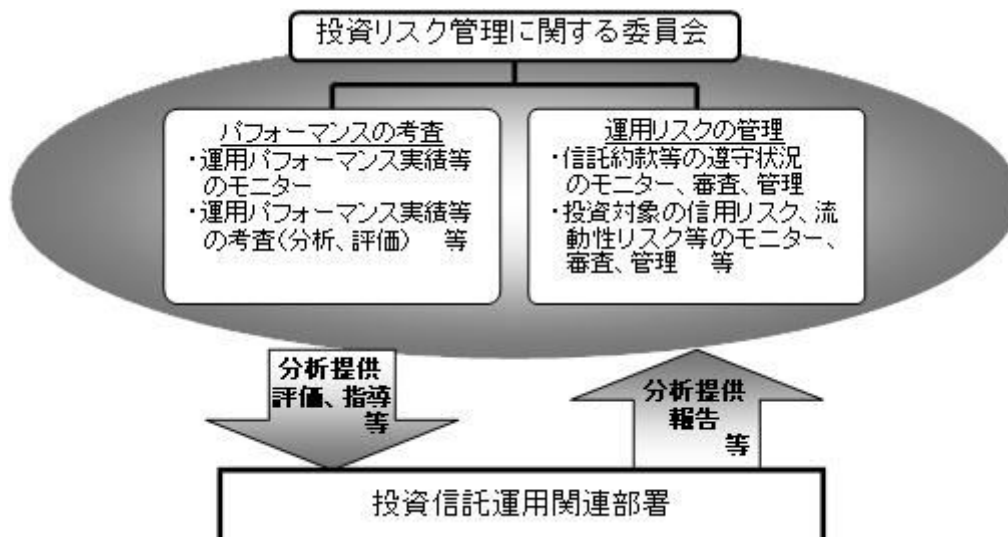 投資リスク管理に関する委員会
パフォーマンスの考査
・運用パフォーマンス実績等
のモニター
・運用パフォーマンス実績等
の考査(分析、評価) 等
運用リスクの管理
・信託約款等の遵守状況
のモニター、審査、管理
・投資対象の信用リスク、流
動性リスク等のモニター、
審査、管理 等
分析提供
評価、指導
等
分析提供
報告
等
投資信託運用関連部署